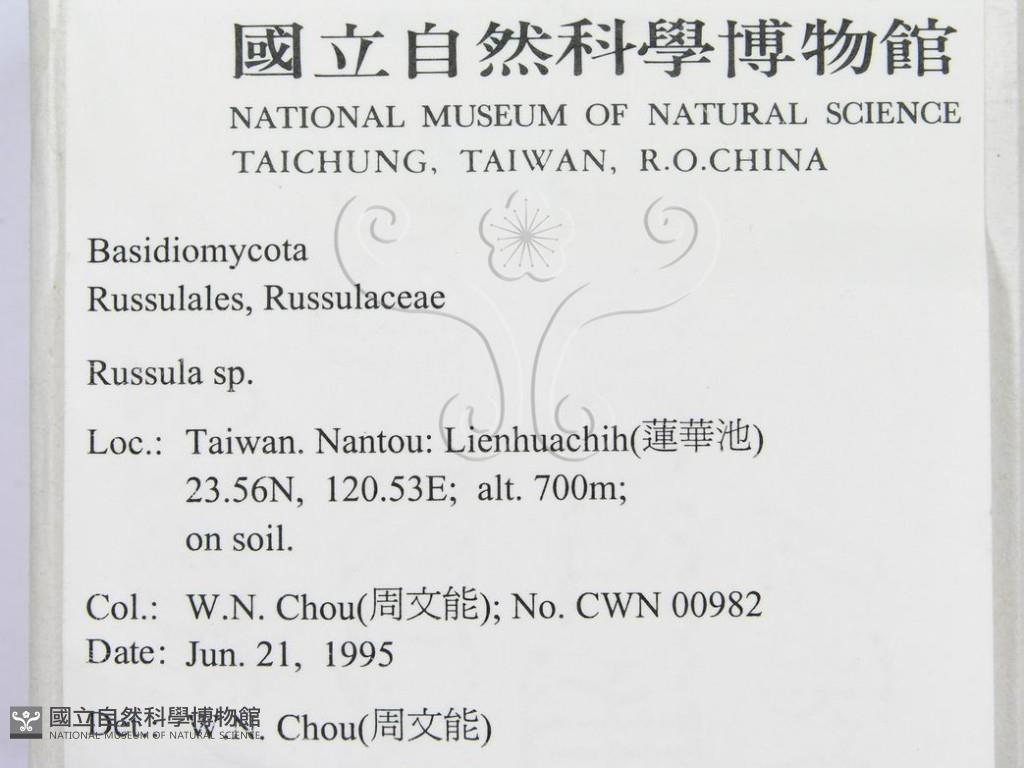 國立自然科學博物館
NATIONAL MUSEUM OF NATURAL SCIENCE
TAICHUNG, TAIWAN, R.O.CHINA
Basidiomycota
Russulales, Russulaceae
Russula sp.
Loc.: Taiwan. Nantou: Lienhuachih(蓮華池)
23.56N, 120.53E; alt. 700m;
on soil.
Col.: W.N. Chou(周文能); No. CWN 00982
Date: Jun. 21, 1995
Det.: W.N. Chou(周文能)
國立自然科學博物館
NATIONAL MUSEUM OF NATURAL SCIENCE